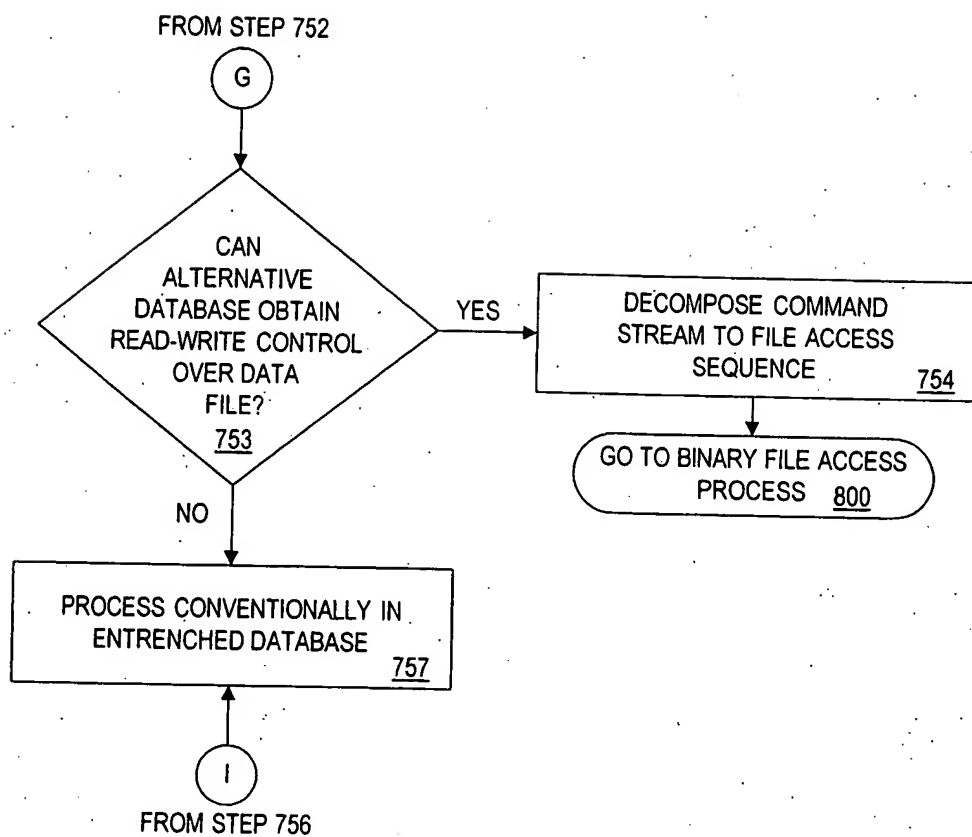 FROM STEP 752
G
CAN
ALTERNATIVE
DATABASE OBTAIN
READ-WRITE CONTROL
OVER DATA
FILE?
753
YES
DECOMPOSE COMMAND
STREAM TO FILE ACCESS
SEQUENCE 754
GO TO BINARY FILE ACCESS
PROCESS 800
NO
PROCESS CONVENTIONALLY IN
ENTRENCHED DATABASE
757
I
FROM STEP 756